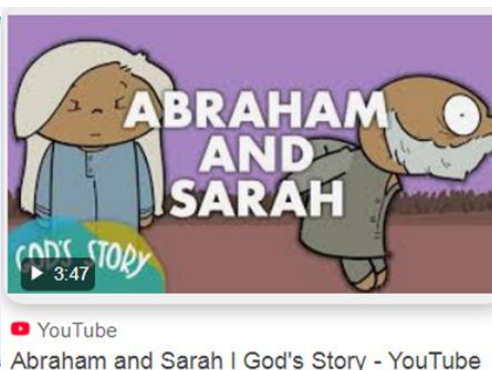 ABRAHAM
AND
SARAH
GOD'S STORY
3:47
YouTube
Abraham and Sarah | God's Story - YouTube